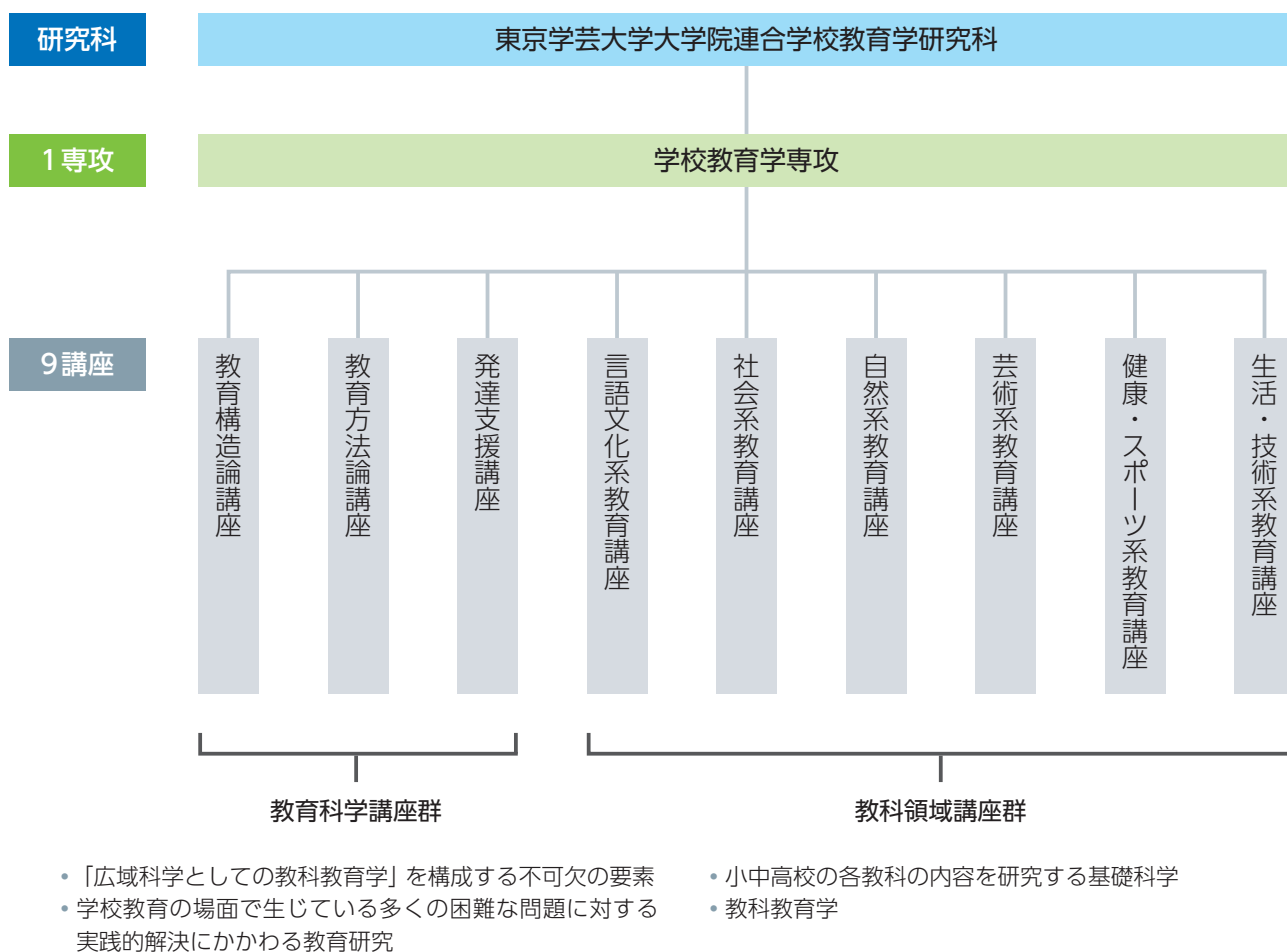 研究科
東京学芸大学大学院連合学校教育学研究科
1専攻
学校教育学専攻
9講座
教育構造論講座
教育方法論講座
発達支援講座
言語文化系教育講座
社会系教育講座
自然系教育講座
芸術系教育講座
健康・スポーツ系教育講座
生活・技術系教育講座
教育科学講座群
教科領域講座群
•「広域科学としての教科教育学」を構成する不可欠の要素
• 学校教育の場面で生じている多くの困難な問題に対する
実践的解決にかかわる教育研究
• 小中高校の各教科の内容を研究する基礎科学
• 教科教育学